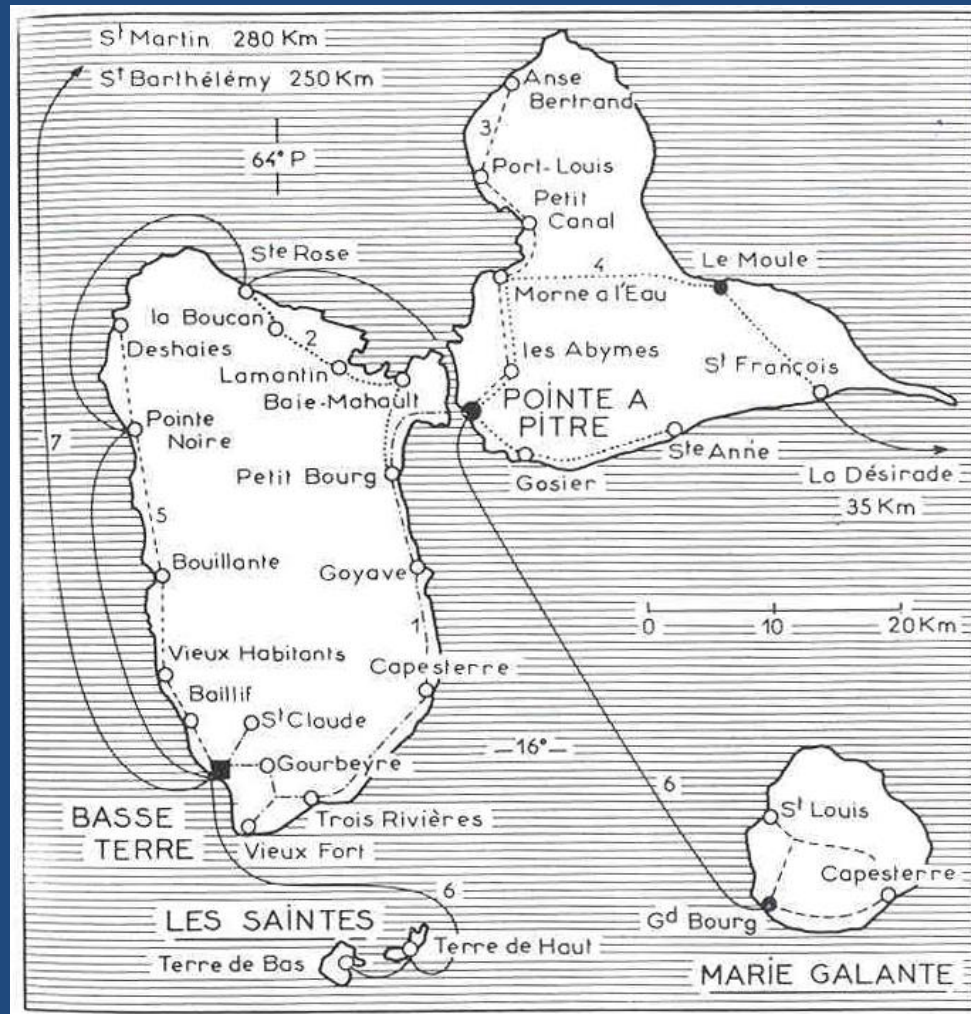 St Martin 280 Km
St Barthélémy 250 Km
64° P
Anse
Bertrand
3
Port-Louis
Petit
Canal
Ste Rose
4
Le Moule
Morne a l'Eau
la Boucan
2
Deshaies
les Abymes
St François
Lamantin
Baie-Mahault
POINTE A
PITRE
Pointe
Noire
7
Ste Anne
Petit Bourg
Gosier
La Désirade
35 Km
5
Bouillante
Goyave
1
0 10 20 Km
Vieux Habitants
Capesterre
Baillif
St Claude
16°
Gourbeyre
6
BASSE
TERRE
Trois Rivières
Vieux Fort
St Louis
Capesterre
6
LES SAINTES
Gd Bourg
Terre de Haut
Terre de Bas
MARIE GALANTE